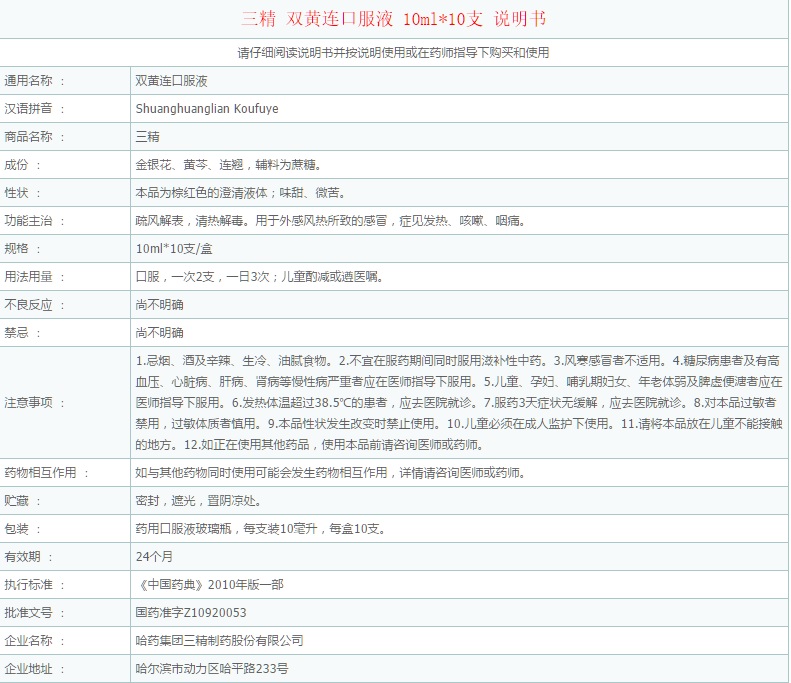 三精 双黄连口服液 10ml*10支 说明书
请仔细阅读说明书并按说明使用或在药师指导下购买和使用
通用名称 ： 双黄连口服液
汉语拼音 ： Shuanghuanglian Koufuye
商品名称 ： 三精
成份 ： 金银花、黄芩、连翘，辅料为蔗糖。
性状 ： 本品为棕红色的澄清液体；味甜、微苦。
功能主治 ： 疏风解表，清热解毒。用于外感风热所致的感冒，症见发热、咳嗽、咽痛。
规格 ： 10ml*10支/盒
用法用量 ： 口服，一次2支，一日3次；儿童酌减或遵医嘱。
不良反应 ： 尚不明确
禁忌 ： 尚不明确
注意事项 ：
1.忌烟、酒及辛辣、生冷、油腻食物。2.不宜在服药期间同时服用滋补性中药。3.风寒感冒者不适用。4.糖尿病患者及有高
血压、心脏病、肝病、肾病等慢性病严重者应在医师指导下服用。5.儿童、孕妇、哺乳期妇女、年老体弱及脾虚便溏者应在
医师指导下服用。6.发热体温超过38.5℃的患者，应去医院就诊。7.服药3天症状无缓解，应去医院就诊。8.对本品过敏者
禁用，过敏体质者慎用。9.本品性状发生改变时禁止使用。10.儿童必须在成人监护下使用。11.请将本品放在儿童不能接触
的地方。12.如正在使用其他药品，使用本品前请咨询医师或药师。
药物相互作用 ： 如与其他药物同时使用可能会发生药物相互作用，详情请咨询医师或药师。
贮藏 ： 密封，遮光，置阴凉处。
包装 ： 药用口服液玻璃瓶，每支装10毫升，每盒10支。
有效期 ： 24个月
执行标准 ： 《中国药典》2010年版一部
批准文号 ： 国药准字Z10920053
企业名称 ： 哈药集团三精制药股份有限公司
企业地址 ： 哈尔滨市动力区哈平路233号